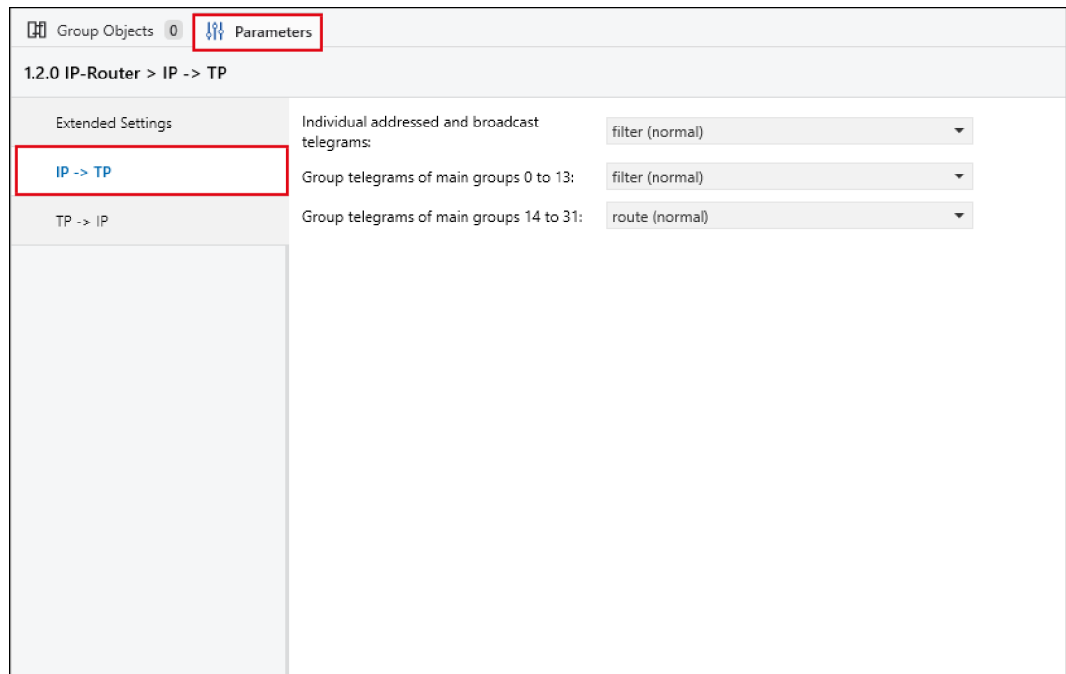 Group Objects 0 Parameters
1.2.0 IP-Router > IP -> TP
Extended Settings
IP -> TP
TP -> IP
Individual addressed and broadcast
telegrams:
filter (normal)
Group telegrams of main groups 0 to 13:
filter (normal)
Group telegrams of main groups 14 to 31:
route (normal)